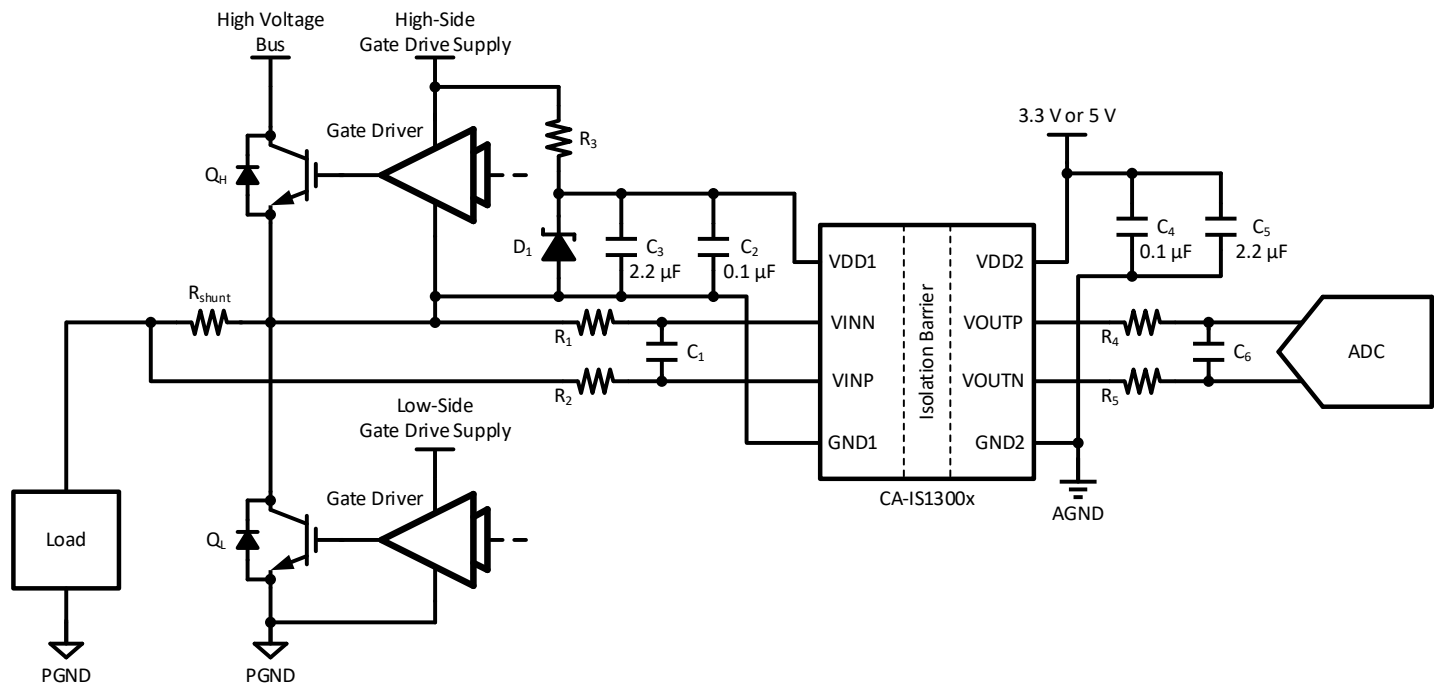 High Voltage
Bus
High-Side
Gate Drive Supply
Gate Driver
R3
3.3 V or 5 V
QH
D1
C3
2.2 µF
C2
0.1 µF
C4
0.1 µF
C5
2.2 µF
VDD1
VDD2
Rshunt
R1
C1
VINN
VOUTP
R4
C6
ADC
Isolation Barrier
R2
VINP
VOUTN
R5
Low-Side
Gate Drive Supply
GND1
GND2
CA-IS1300x
AGND
Gate Driver
Load
QL
PGND
PGND